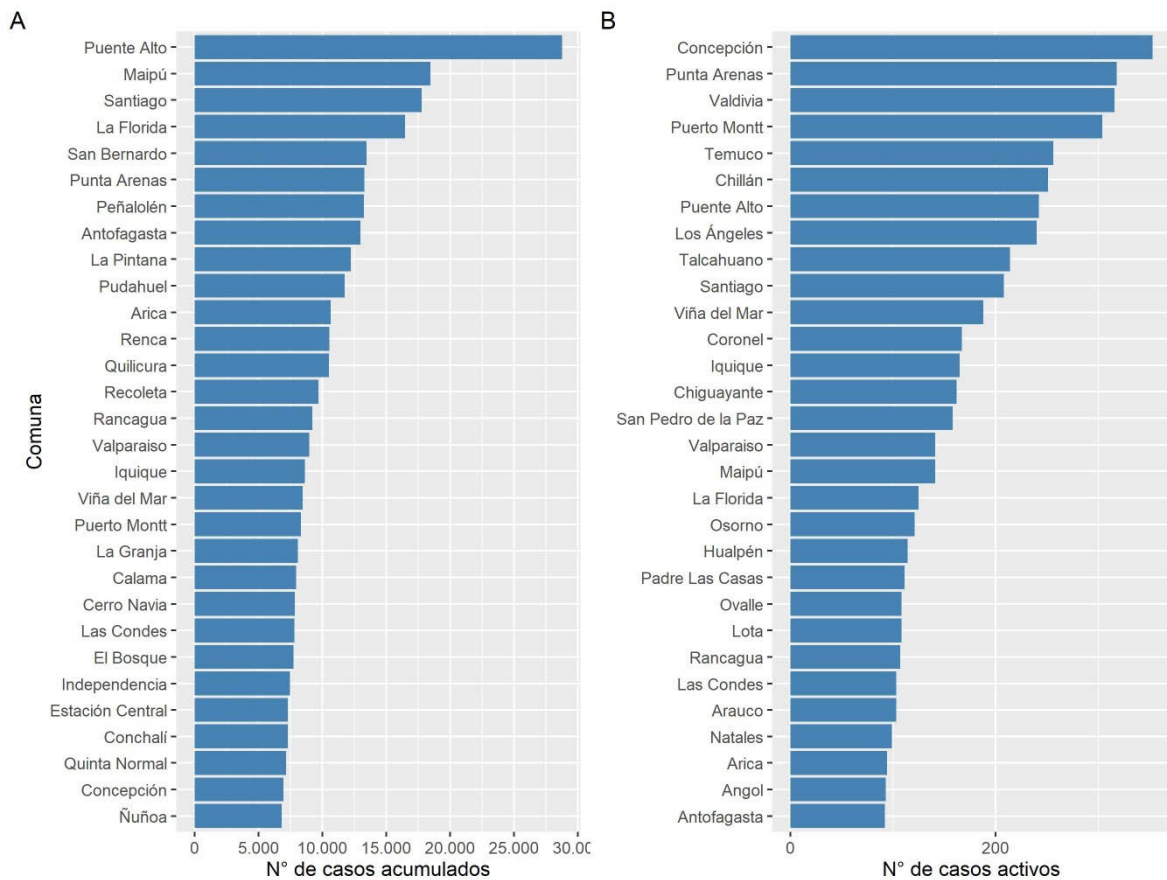 A
Comuna
Puente Alto
Maipú
Santiago
La Florida
San Bernardo
Punta Arenas
Peñalolén
Antofagasta
La Pintana
Pudahuel
Arica
Renca
Quilicura
Recoleta
Rancagua
Valparaiso
Iquique
Viña del Mar
Puerto Montt
La Granja
Calama
Cerro Navia
Las Condes
El Bosque
Independencia
Estación Central
Conchalí
Quinta Normal
Concepción
Ñuñoa
0 5.000 10.000 15.000 20.000 25.000 30.00
N° de casos acumulados
B
Concepción
Punta Arenas
Valdivia
Puerto Montt
Temuco
Chillán
Puente Alto
Los Ángeles
Talcahuano
Santiago
Viña del Mar
Coronel
Iquique
Chiguayante
San Pedro de la Paz
Valparaiso
Maipú
La Florida
Osorno
Hualpén
Padre Las Casas
Ovalle
Lota
Rancagua
Las Condes
Arauco
Natales
Arica
Angol
Antofagasta
0 200
N° de casos activos